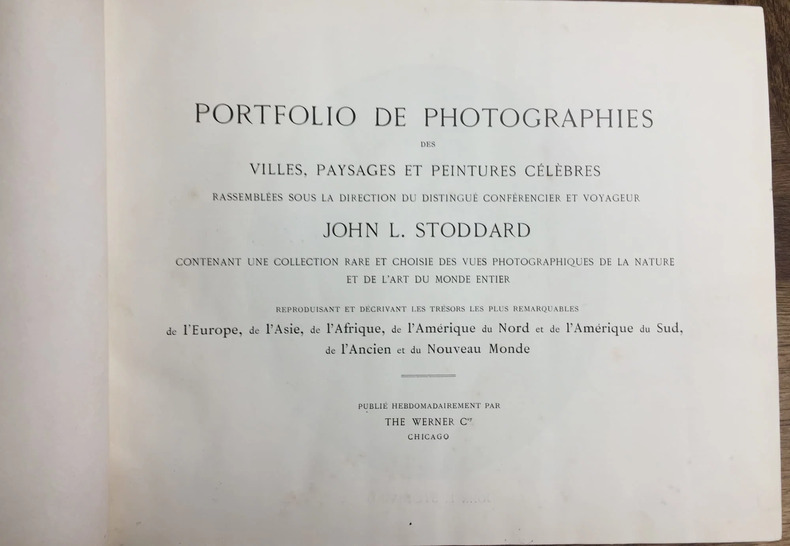 PORTFOLIO DE PHOTOGRAPHIES
DES
VILLES, PAYSAGES ET PEINTURES CÉLÈBRES
RASSEMBLÉES SOUS LA DIRECTION DU DISTINGUÉ CONFÉRENCIER ET VOYAGEUR
JOHN L. STODDARD
CONTENANT UNE COLLECTION RARE ET CHOISIE DES VUES PHOTOGRAPHIQUES DE LA NATURE
ET DE L'ART DU MONDE ENTIER
REPRODUISANT ET DÉCRIVANT LES TRÉSORS LES PLUS REMARQUABLES
de l'Europe, de l'Asie, de l'Afrique, de l'Amérique du Nord et de l'Amérique du Sud,
de l'Ancien et du Nouveau Monde
PUBLIÉ HEBDOMADAIREMENT PAR
THE WERNER Cie
CHICAGO